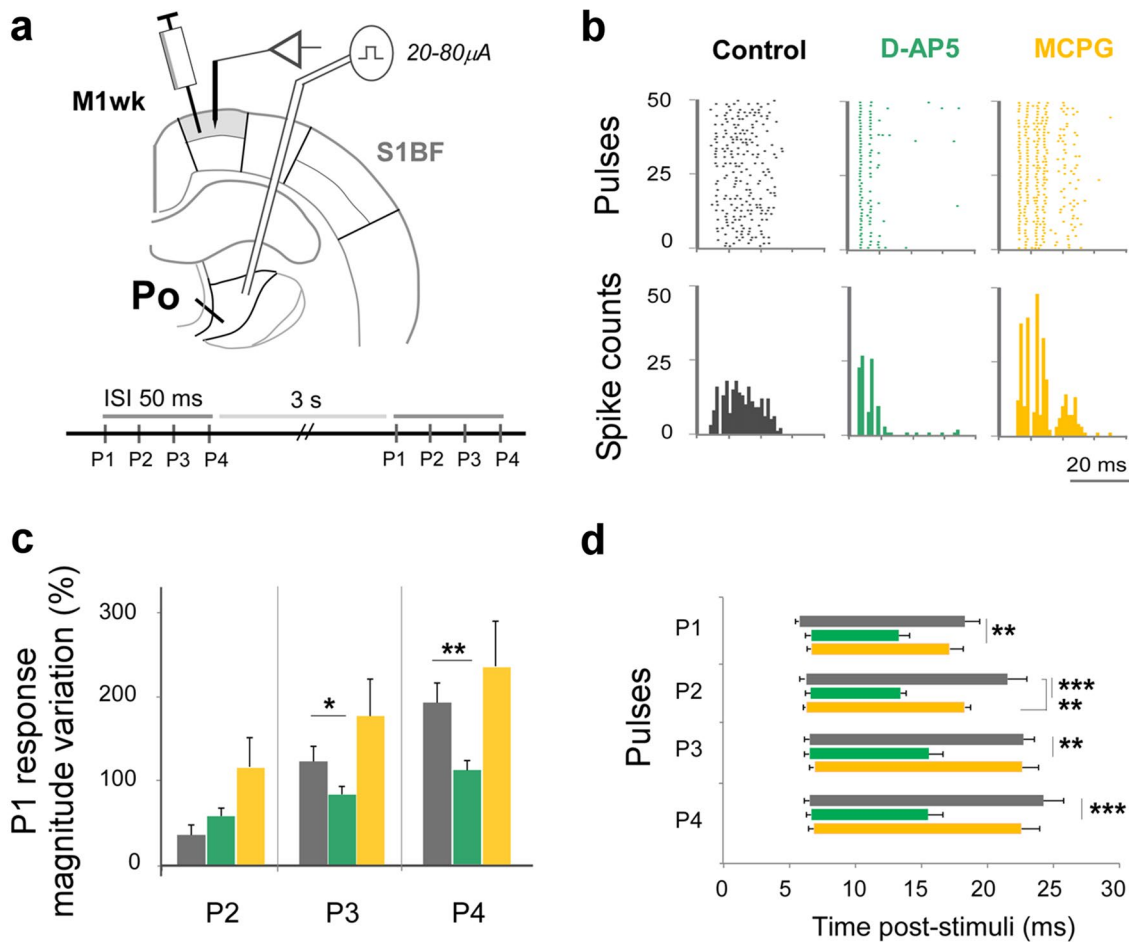 a
20-80µA
M1wk
S1BF
Po
ISI 50 ms
3 s
P1 P2 P3 P4
P1 P2 P3 P4
b
Control D-AP5 MCPG
Pulses
50
25
0
Spike counts
50
25
0
20 ms
c
P1 response
magnitude variation (%)
300
200
100
0
*
**
P2 P3 P4
d
Pulses
P1
**
P2
***
**
P3
**
P4
***
0 5 10 15 20 25 30
Time post-stimuli (ms)